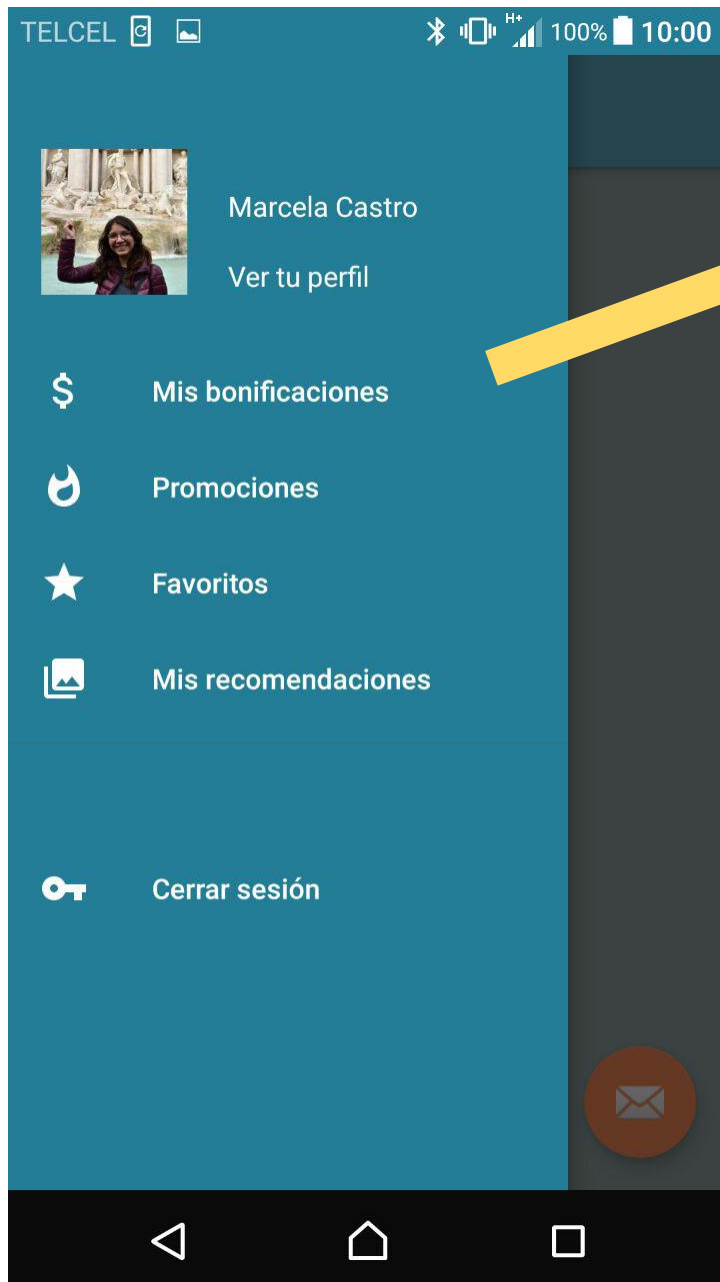 TELCEL H+ 100% 10:00
Marcela Castro
Ver tu perfil
$ Mis bonificaciones
Promociones
Favoritos
Mis recomendaciones
Cerrar sesión